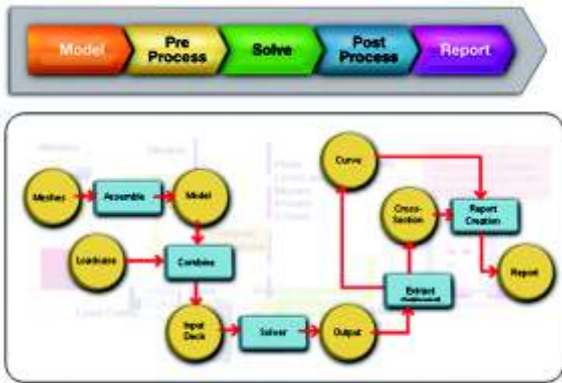 Model
Pre
Process
Solve
Post
Process
Report
Meshes
Assemble
Model
Loadcase
Combine
Input
Deck
Solver
Output
Curve
Cross-
Section
Report
Creation
Extract
Report